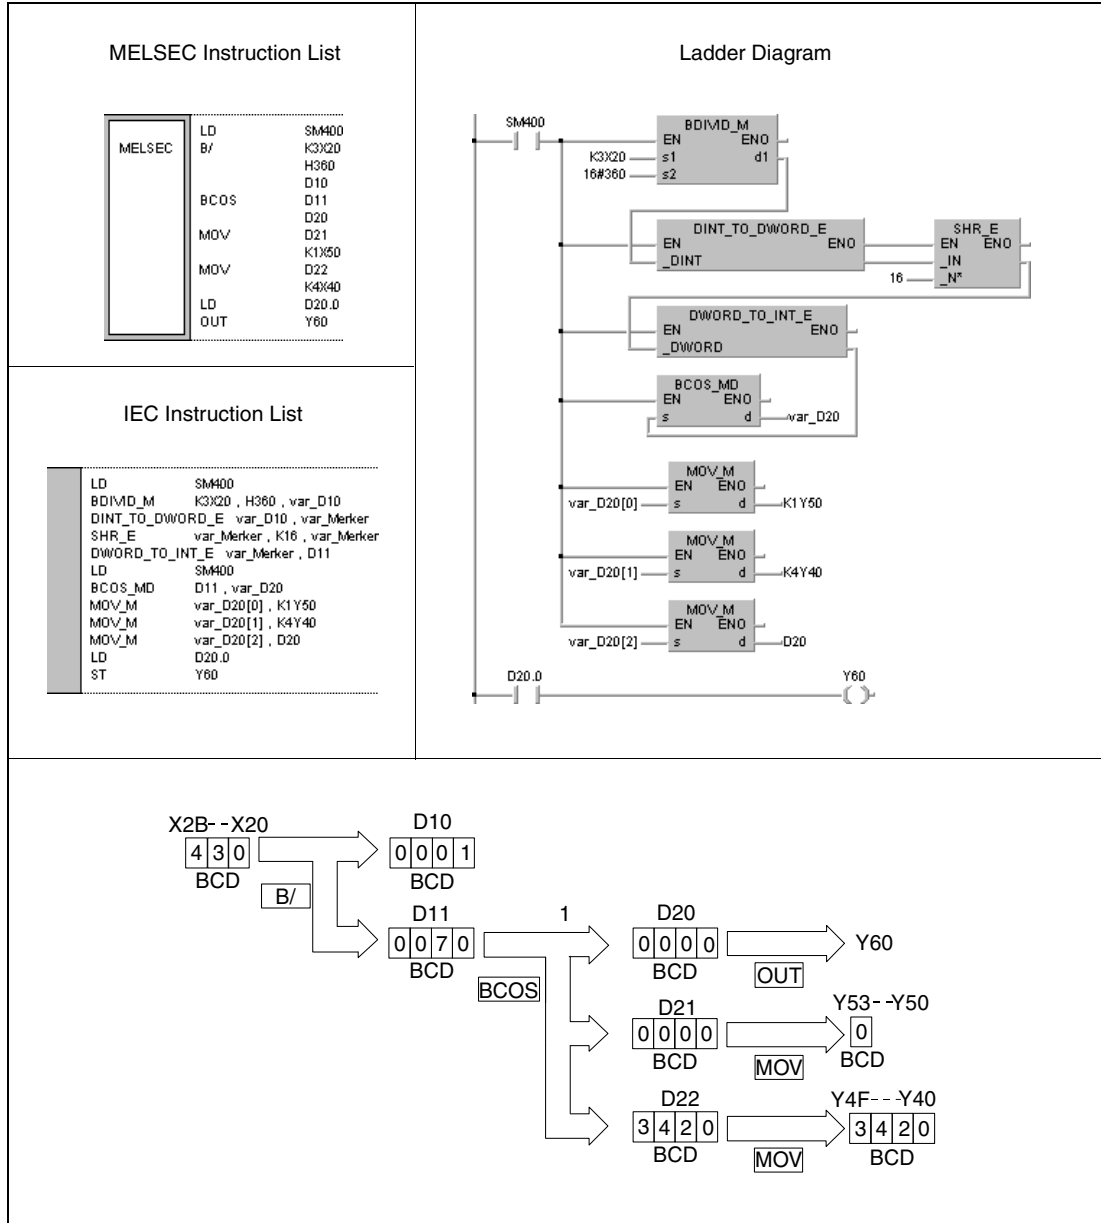 MELSEC Instruction List
MELSEC
LD SM400
B/ K3X20
H360
D10
BCOS D11
D20
MOV D21
K1X50
MOV D22
K4X40
LD D20.0
OUT Y60
IEC Instruction List
LD SM400
BDIVID_M K3X20 , H360 , var_D10
DINT_TO_DWORD_E var_D10 , var_Merker
SHR_E var_Merker , K16 , var_Merker
DWORD_TO_INT_E var_Merker , D11
LD SM400
BCOS_MD D11 , var_D20
MOV_M var_D20[0] , K1Y50
MOV_M var_D20[1] , K4Y40
MOV_M var_D20[2] , D20
LD D20.0
ST Y60
Ladder Diagram
SM400
BDIVID_M
EN ENO
K3X20 s1 d1
16#360 s2
DINT_TO_DWORD_E
EN ENO
_DINT
SHR_E
EN ENO
_IN
16 _N*
DWORD_TO_INT_E
EN ENO
_DWORD
BCOS_MD
EN ENO
s d var_D20
MOV_M
EN ENO
var_D20[0] s d K1Y50
MOV_M
EN ENO
var_D20[1] s d K4Y40
MOV_M
EN ENO
var_D20[2] s d D20
D20.0 Y60
X2B--X20
4 3 0
BCD
B/
D10
0 0 0 1
BCD
D11
0 0 7 0
BCD
BCOS
1
D20
0 0 0 0
BCD
OUT
Y60
D21
0 0 0 0
BCD
MOV
Y53--Y50
0
BCD
D22
3 4 2 0
BCD
MOV
Y4F---Y40
3 4 2 0
BCD